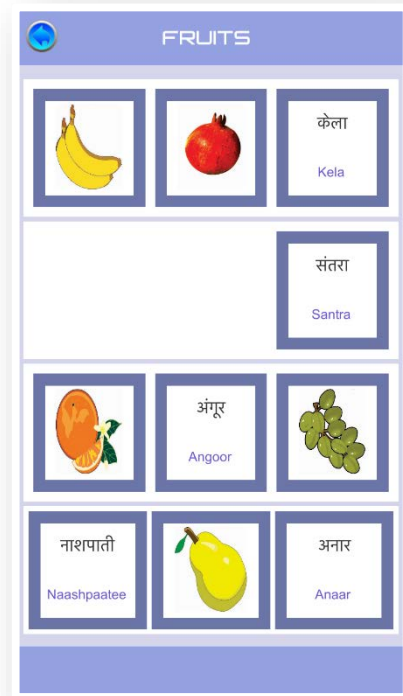 FRUITS
केला
Kela
संतरा
Santra
अंगूर
Angoor
नाशपाती
Naashpaatee
अनार
Anaar